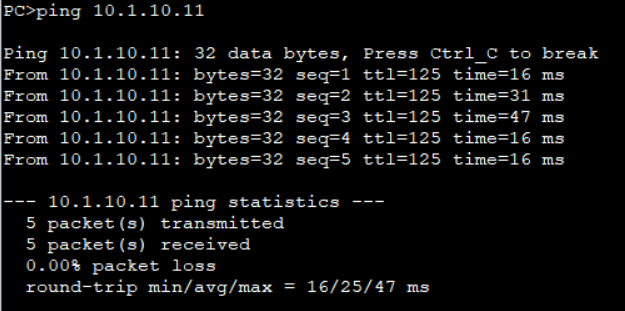 PC>ping 10.1.10.11
Ping 10.1.10.11: 32 data bytes, Press Ctrl_C to break
From 10.1.10.11: bytes=32 seq=1 ttl=125 time=16 ms
From 10.1.10.11: bytes=32 seq=2 ttl=125 time=31 ms
From 10.1.10.11: bytes=32 seq=3 ttl=125 time=47 ms
From 10.1.10.11: bytes=32 seq=4 ttl=125 time=16 ms
From 10.1.10.11: bytes=32 seq=5 ttl=125 time=16 ms
--- 10.1.10.11 ping statistics ---
5 packet(s) transmitted
5 packet(s) received
0.00% packet loss
round-trip min/avg/max = 16/25/47 ms